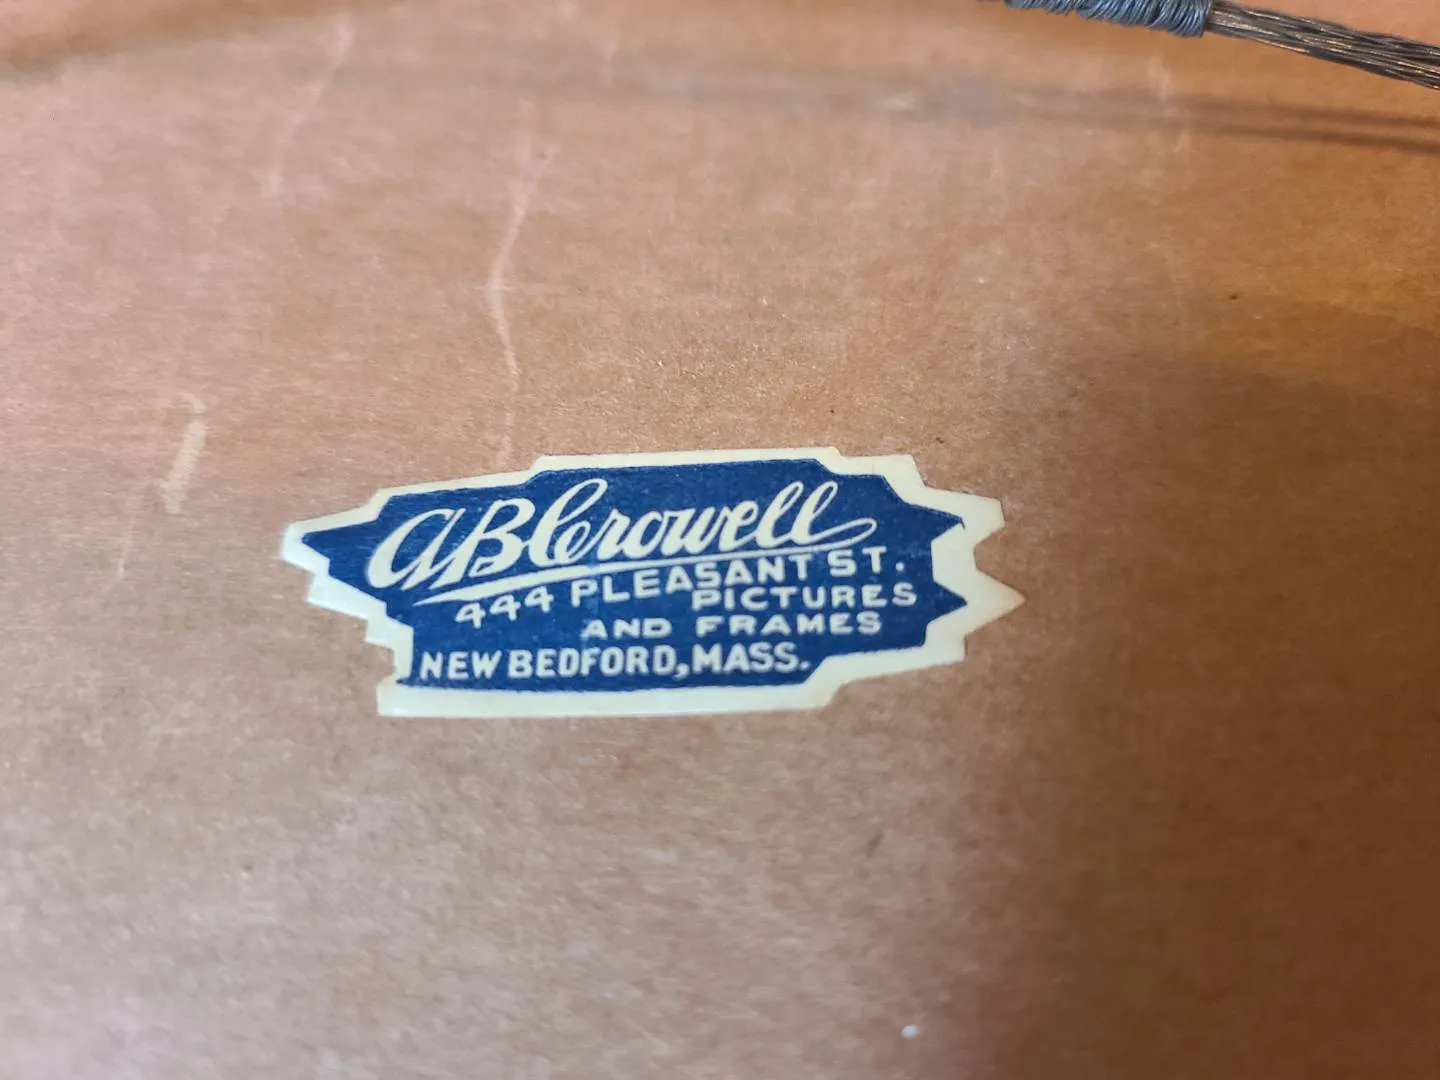 A B Crowell
444 PLEASANT ST.
PICTURES
AND FRAMES
NEW BEDFORD, MASS.